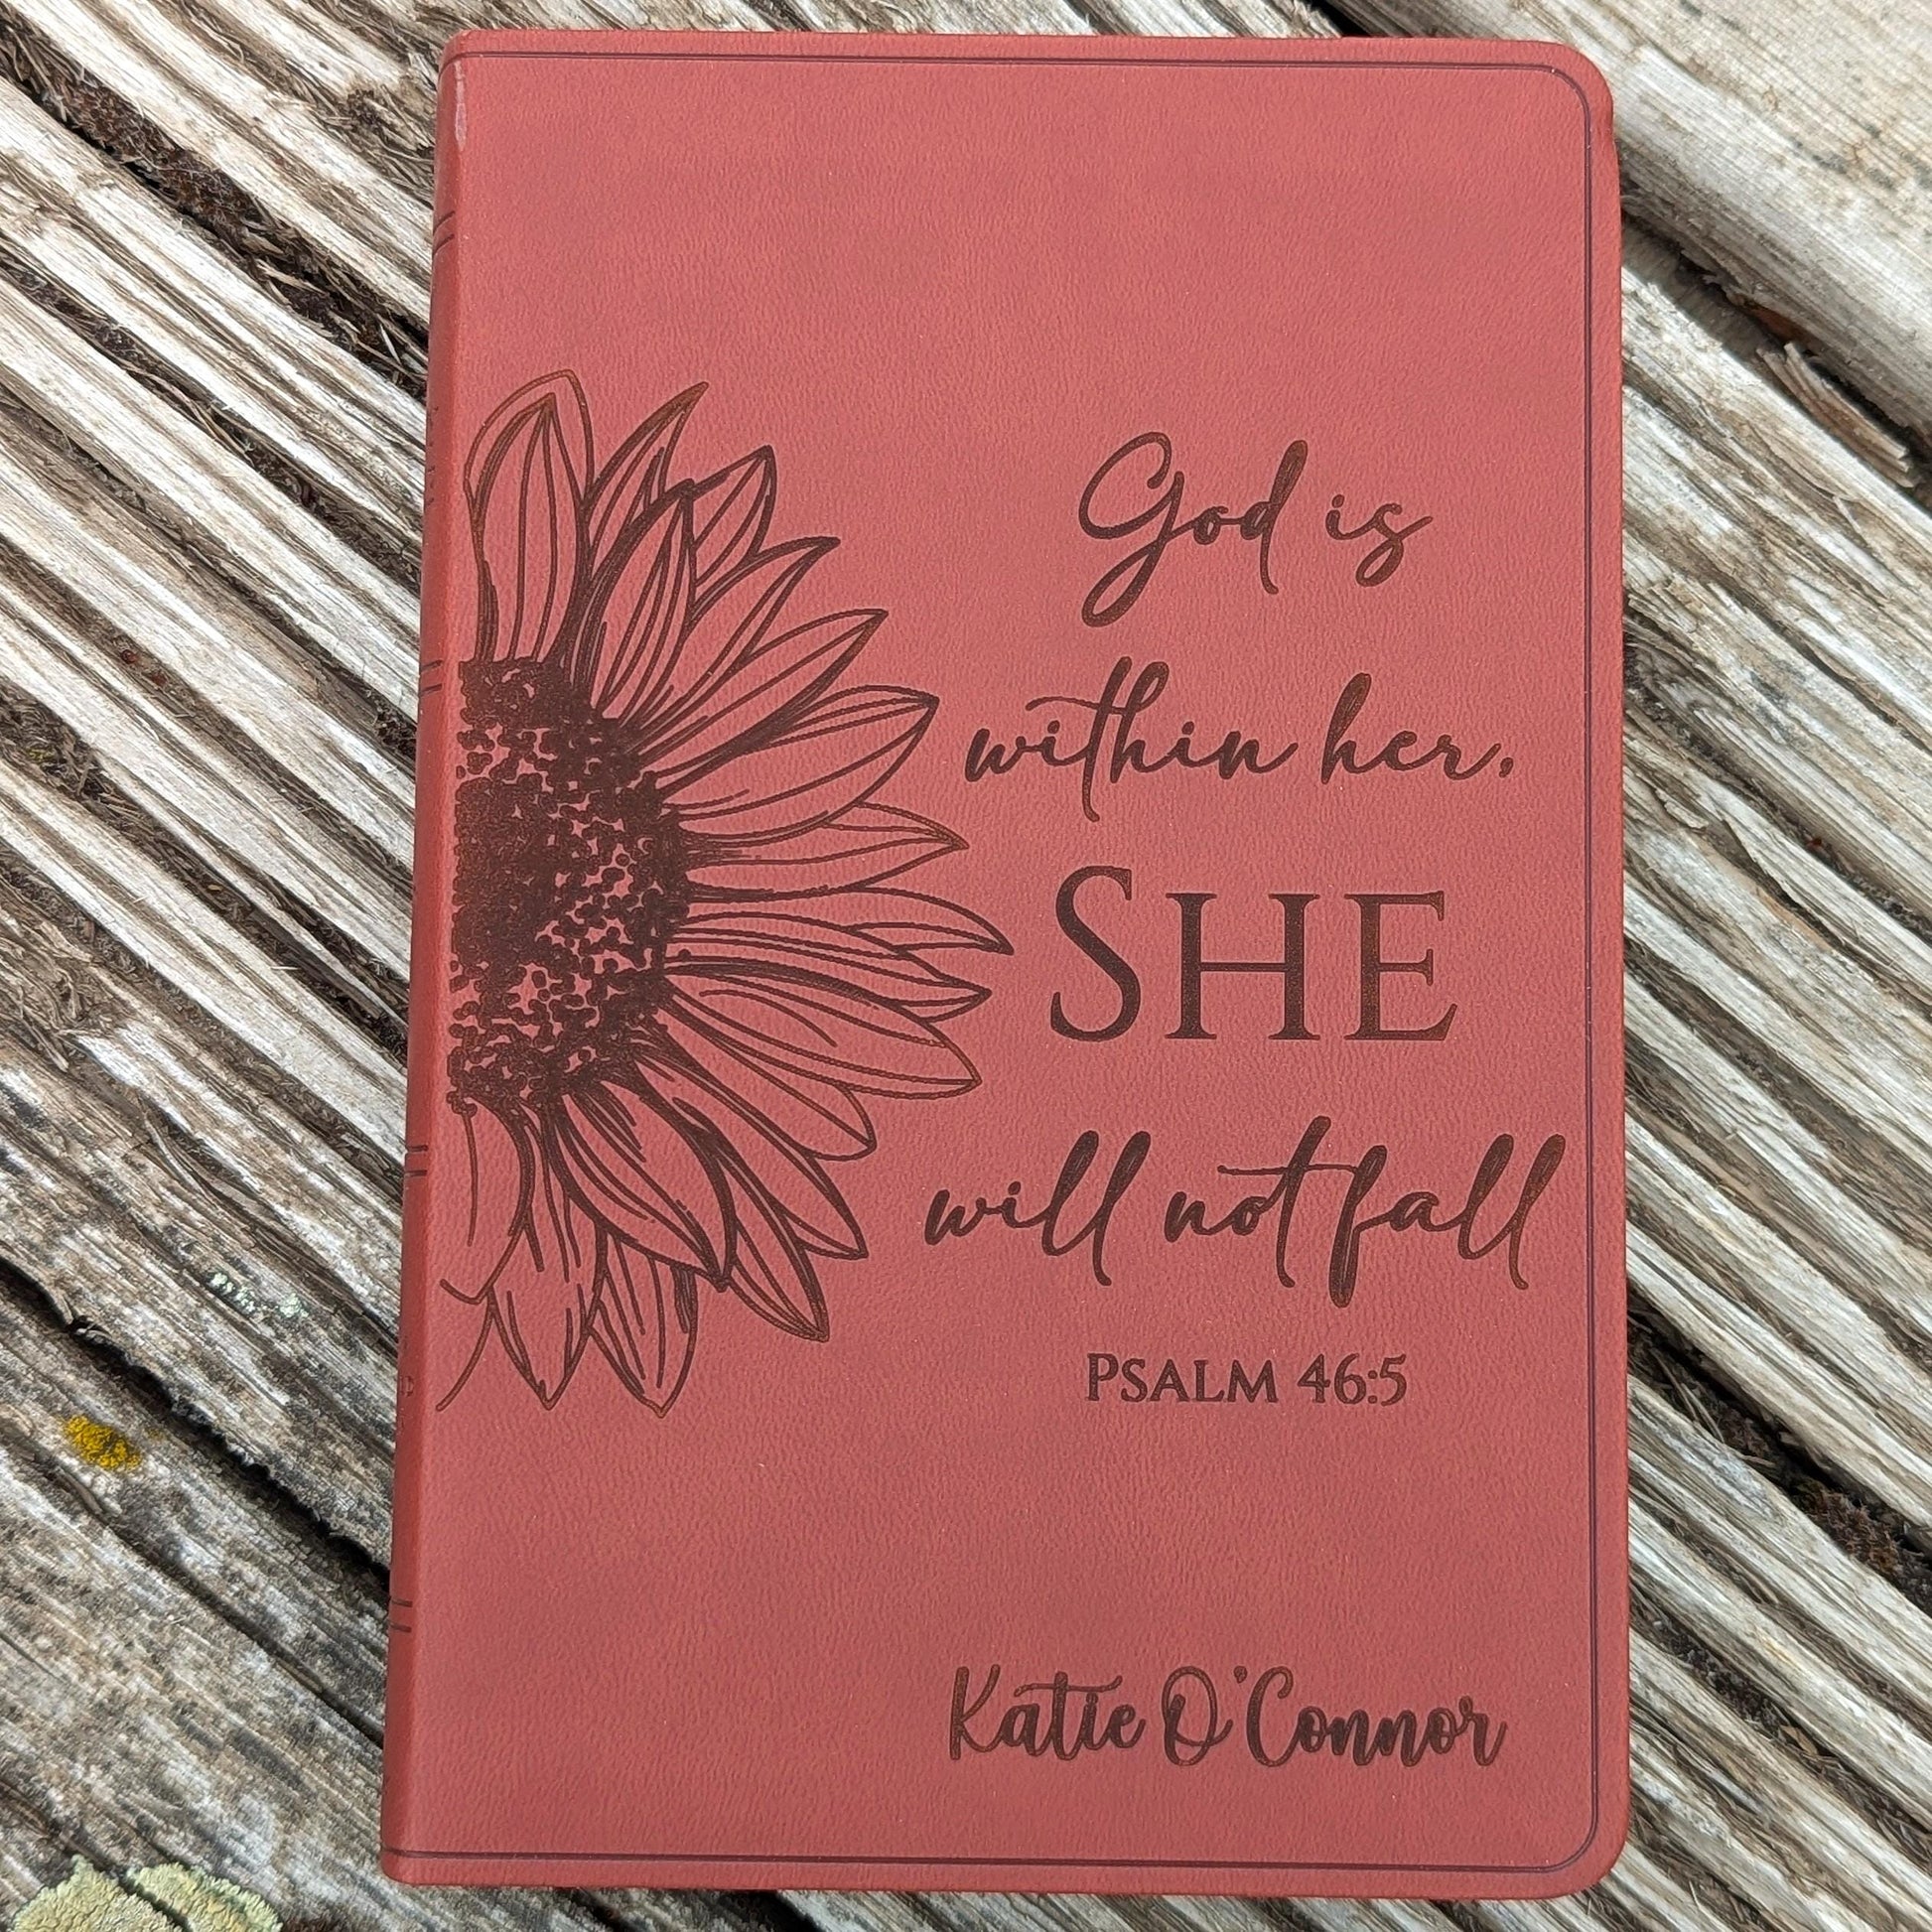 God is
within her,
SHE
will not fall
PSALM 46:5
Katie O'Connor